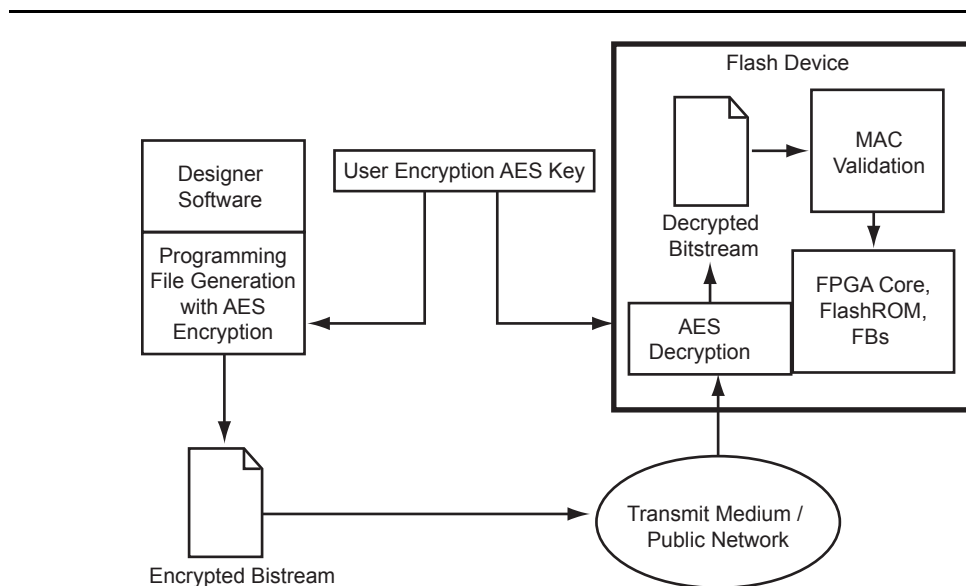 Flash Device
MAC
Validation
Designer
Software
User Encryption AES Key
Decrypted
Bitstream
Programming
File Generation
with AES
Encryption
FPGA Core,
FlashROM,
FBs
AES
Decryption
Transmit Medium /
Public Network
Encrypted Bistream